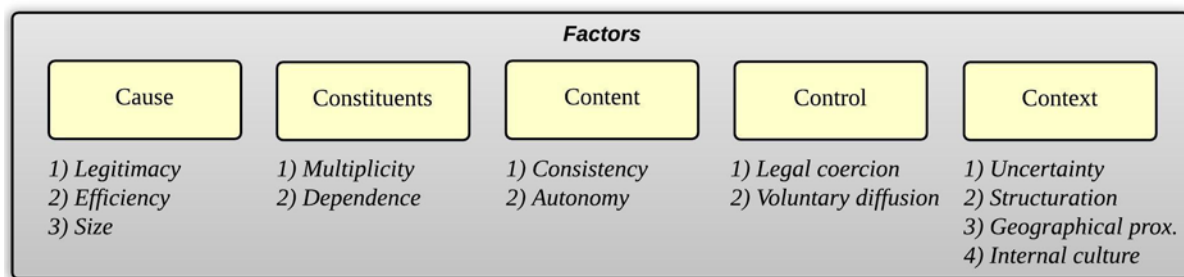 Factors
Cause
Constituents
Content
Control
Context
1) Legitimacy
2) Efficiency
3) Size
1) Multiplicity
2) Dependence
1) Consistency
2) Autonomy
1) Legal coercion
2) Voluntary diffusion
1) Uncertainty
2) Structuration
3) Geographical prox.
4) Internal culture